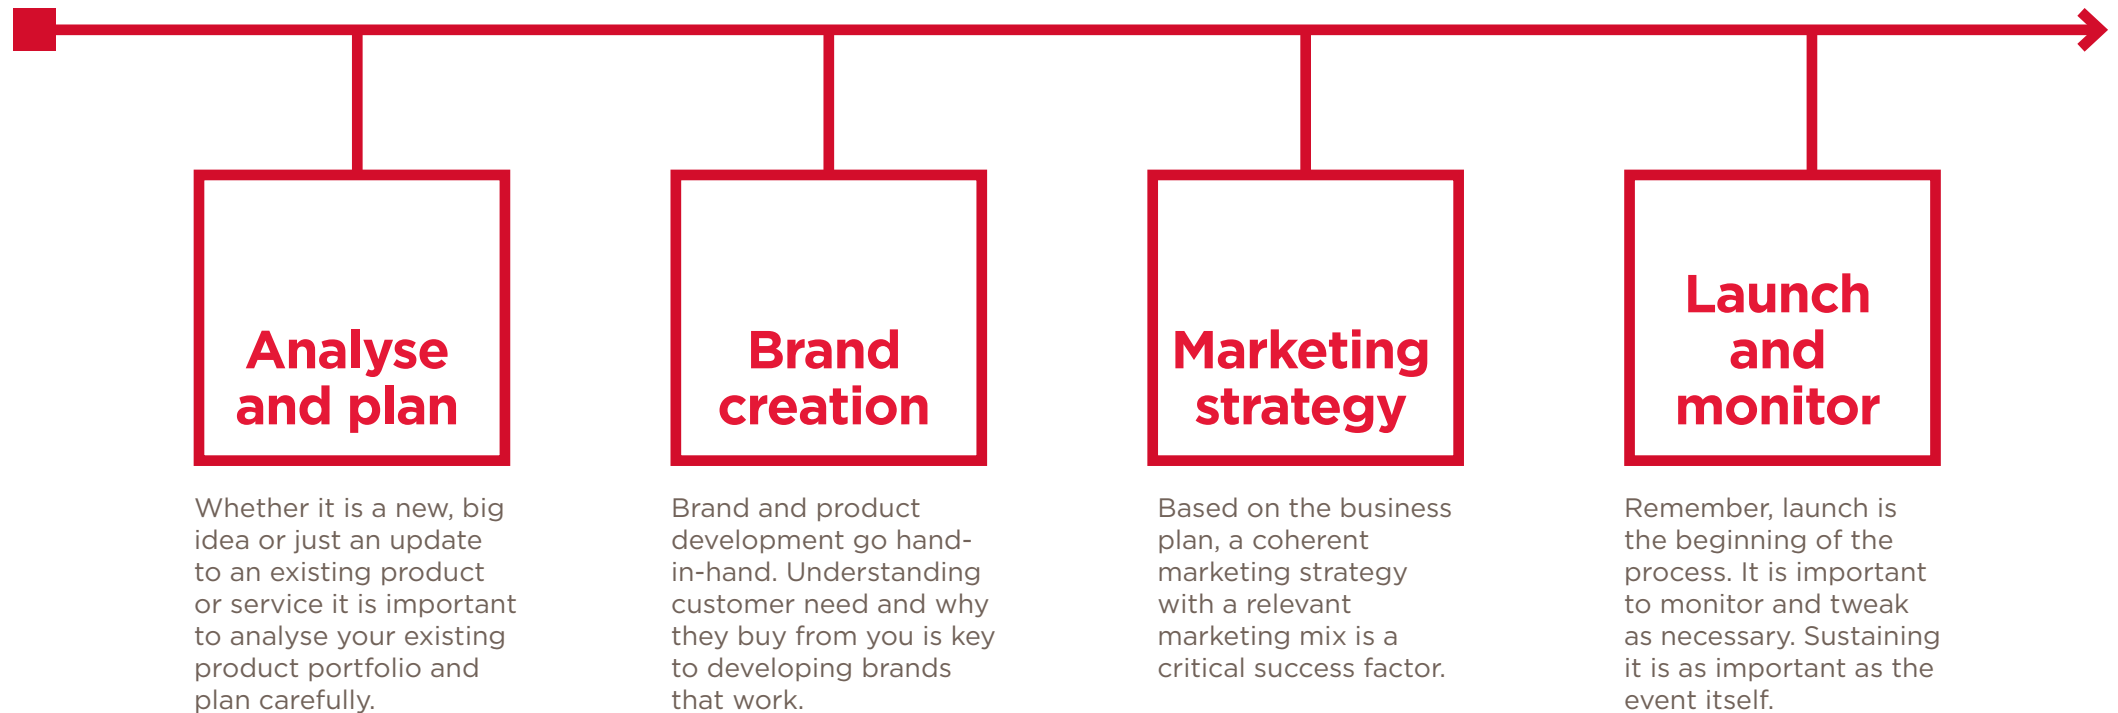 Analyse
and plan
Whether it is a new, big
idea or just an update
to an existing product
or service it is important
to analyse your existing
product portfolio and
plan carefully.
Brand
creation
Brand and product
development go hand-
in-hand. Understanding
customer need and why
they buy from you is key
to developing brands
that work.
Marketing
strategy
Based on the business
plan, a coherent
marketing strategy
with a relevant
marketing mix is a
critical success factor.
Launch
and
monitor
Remember, launch is
the beginning of the
process. It is important
to monitor and tweak
as necessary. Sustaining
it is as important as the
event itself.